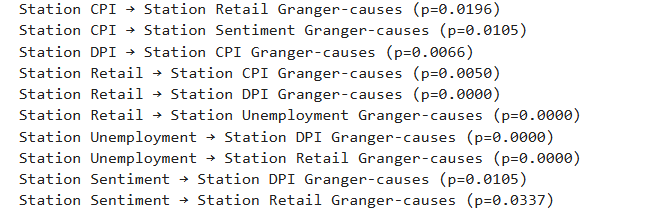 Station CPI → Station Retail Granger-causes (p=0.0196)
Station CPI → Station Sentiment Granger-causes (p=0.0105)
Station DPI → Station CPI Granger-causes (p=0.0066)
Station Retail → Station CPI Granger-causes (p=0.0050)
Station Retail → Station DPI Granger-causes (p=0.0000)
Station Retail → Station Unemployment Granger-causes (p=0.0000)
Station Unemployment → Station DPI Granger-causes (p=0.0000)
Station Unemployment → Station Retail Granger-causes (p=0.0000)
Station Sentiment → Station DPI Granger-causes (p=0.0105)
Station Sentiment → Station Retail Granger-causes (p=0.0337)